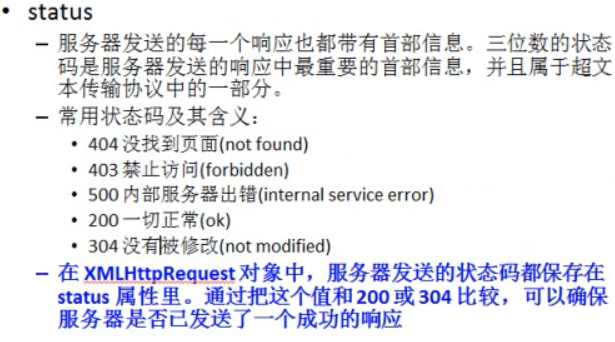 • status
– 服务器发送的每一个响应也都带有首部信息。三位数的状态
码是服务器发送的响应中最重要的首部信息，并且属于超文
本传输协议中的一部分。
– 常用状态码及其含义：
• 404 没找到页面(not found)
• 403 禁止访问(forbidden)
• 500 内部服务器出错(internal service error)
• 200 一切正常(ok)
• 304 没有被修改(not modified)
– 在 XMLHttpRequest 对象中，服务器发送的状态码都保存在
status 属性里。通过把这个值和 200 或 304 比较，可以确保
服务器是否已发送了一个成功的响应